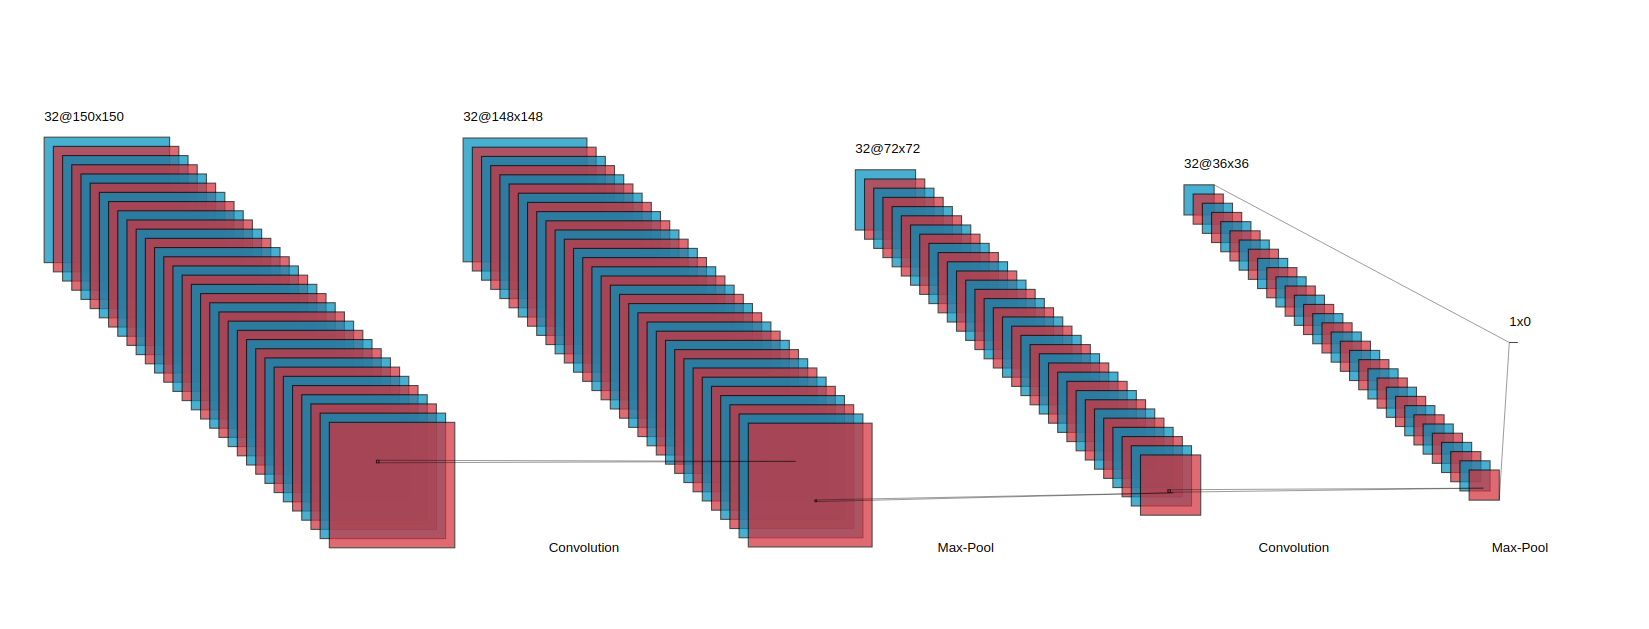 32@150x150
32@148x148
32@72x72
32@36x36
1x0
Convolution
Max-Pool
Convolution
Max-Pool